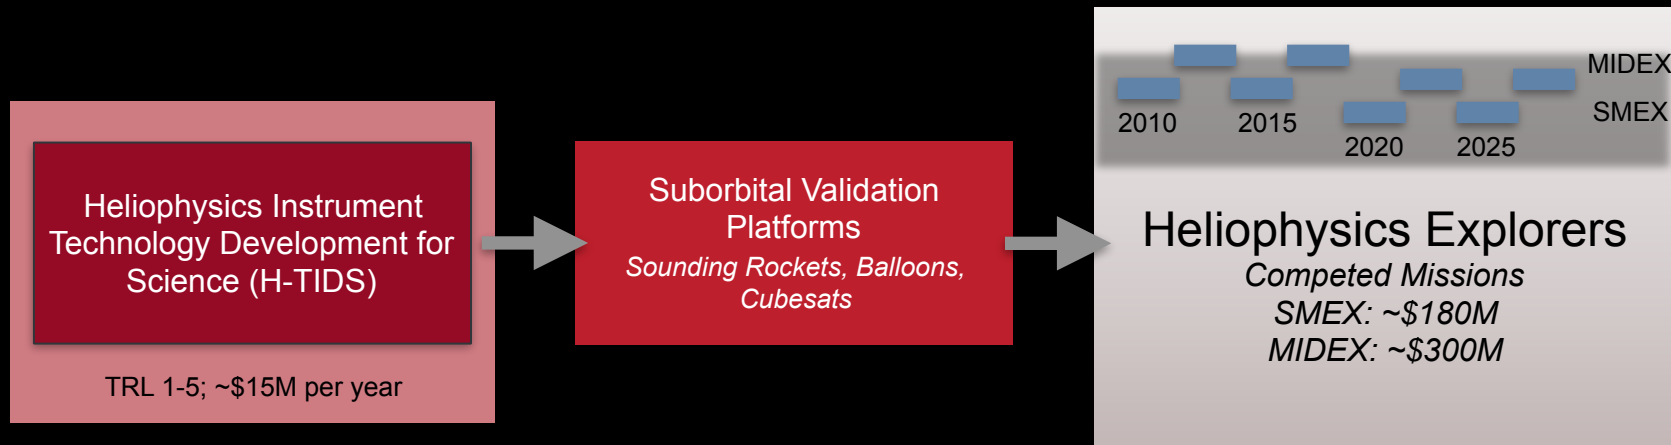 Heliophysics Instrument
Technology Development for
Science (H-TIDS)
TRL 1-5; ~$15M per year
Suborbital Validation
Platforms
Sounding Rockets, Balloons,
Cubesats
MIDEX
SMEX
2010
2015
2020
2025
Heliophysics Explorers
Competed Missions
SMEX: ~$180M
MIDEX: ~$300M